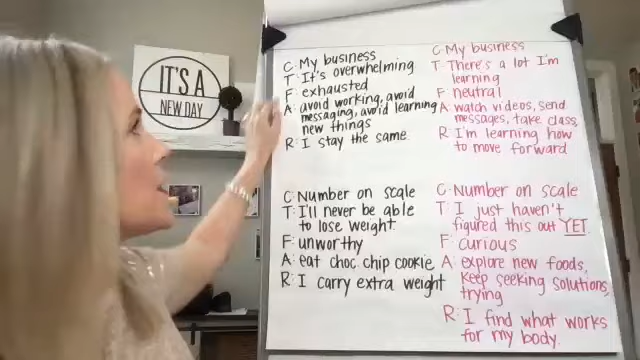 IT'S A
NEW DAY
C: My business
T: It's overwhelming
F: exhausted
A: avoid working, avoid
messaging, avoid learning
new things
R: I stay the same
C: My business
T: There's a lot I'm
learning
F neutral
A: watch videos, send
messages, take class,
R: I'm learning how
to move forward
C: Number on scale
T: I'll never be able
to lose weight.
F: unworthy
A: eat choc. chip cookie
R: I carry extra weight
C: Number on scale
T: I just haven't
figured this out YET.
F: curious
A: explore new foods,
keep seeking solutions,
trying
R: I find what works
for my body.